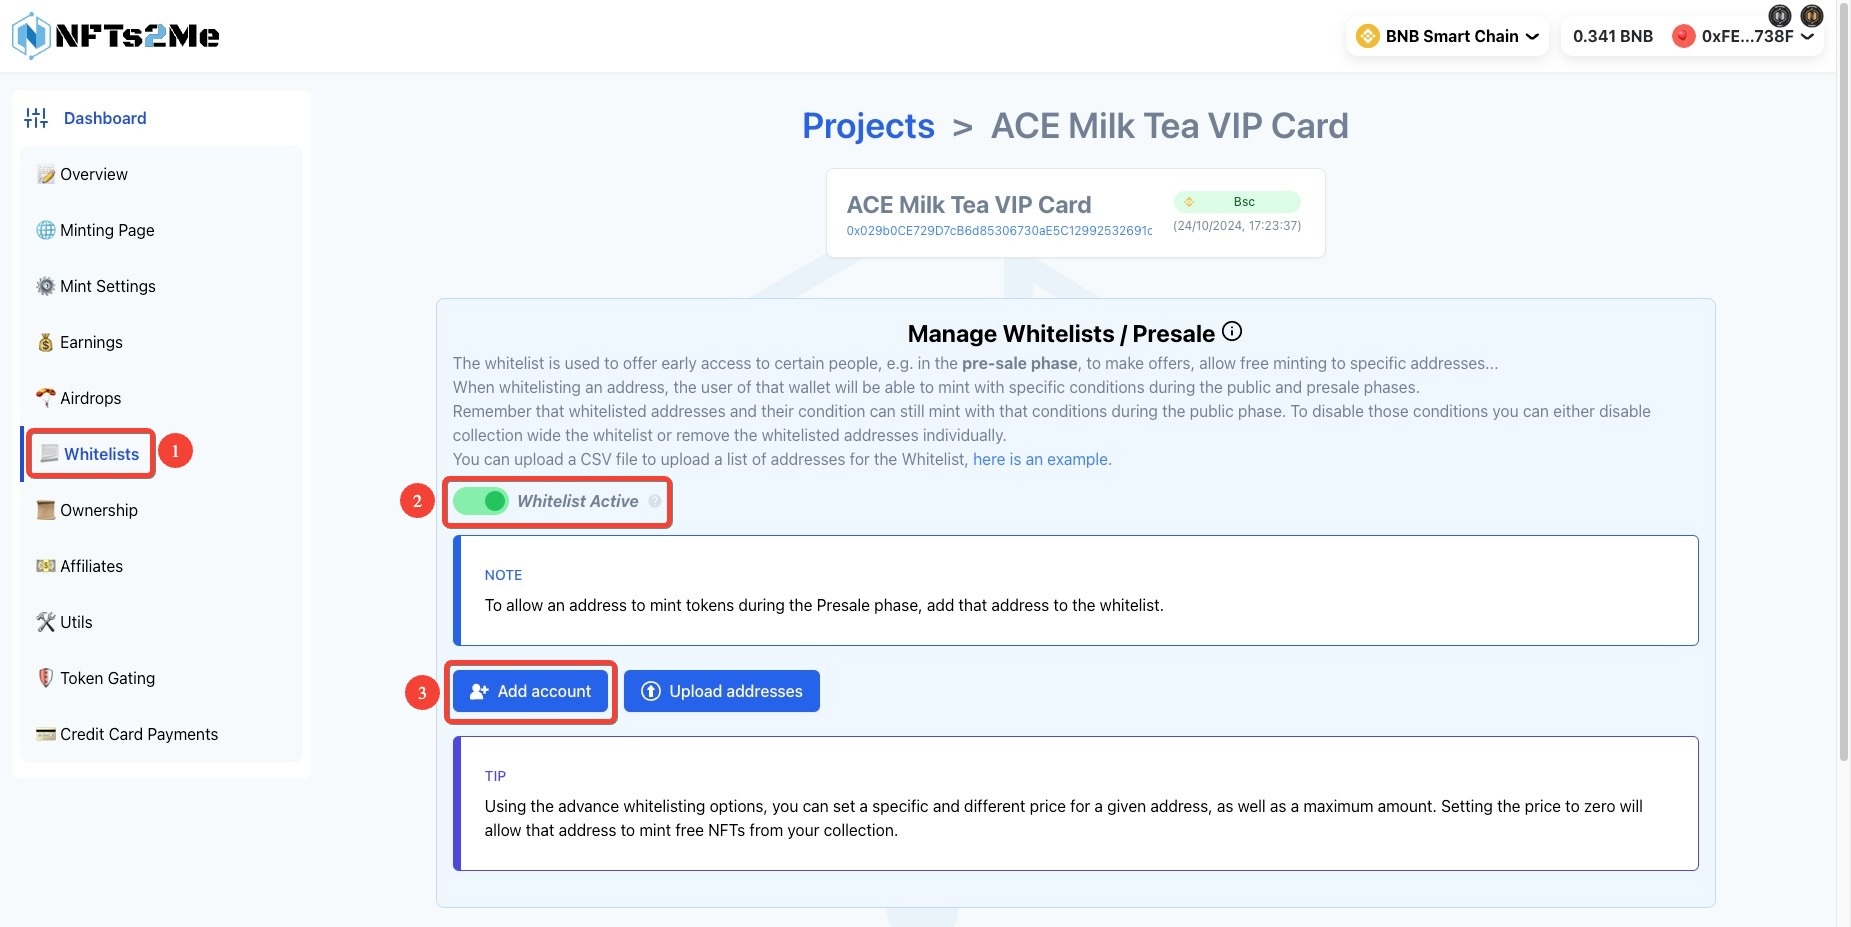 NFTs2Me
BNB Smart Chain
0.341 BNB
0xFE...738F
Dashboard
Overview
Minting Page
Mint Settings
Earnings
Airdrops
Whitelists
1
Ownership
Affiliates
Utils
Token Gating
Credit Card Payments
Projects > ACE Milk Tea VIP Card
ACE Milk Tea VIP Card
Bsc
0x029b0CE729D7cB6d85306730aE5C12992532691c
(24/10/2024, 17:23:37)
Manage Whitelists / Presale
The whitelist is used to offer early access to certain people, e.g. in the pre-sale phase, to make offers, allow free minting to specific addresses...
When whitelisting an address, the user of that wallet will be able to mint with specific conditions during the public and presale phases.
Remember that whitelisted addresses and their condition can still mint with that conditions during the public phase. To disable those conditions you can either disable
collection wide the whitelist or remove the whitelisted addresses individually.
You can upload a CSV file to upload a list of addresses for the Whitelist, here is an example.
2
Whitelist Active
NOTE
To allow an address to mint tokens during the Presale phase, add that address to the whitelist.
3
Add account
Upload addresses
TIP
Using the advance whitelisting options, you can set a specific and different price for a given address, as well as a maximum amount. Setting the price to zero will
allow that address to mint free NFTs from your collection.